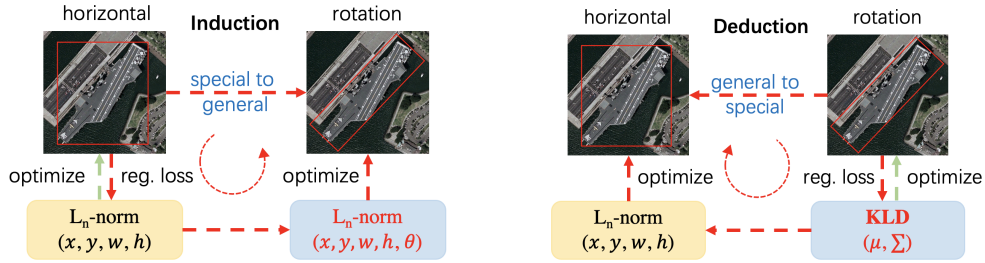 horizontal
Induction
rotation
special to
general
optimize
reg. loss
optimize
Lₙ-norm
(x, y, w, h)
Lₙ-norm
(x, y, w, h, θ)
horizontal
Deduction
rotation
general to
special
optimize
reg. loss
optimize
Lₙ-norm
(x, y, w, h)
KLD
(μ, Σ)